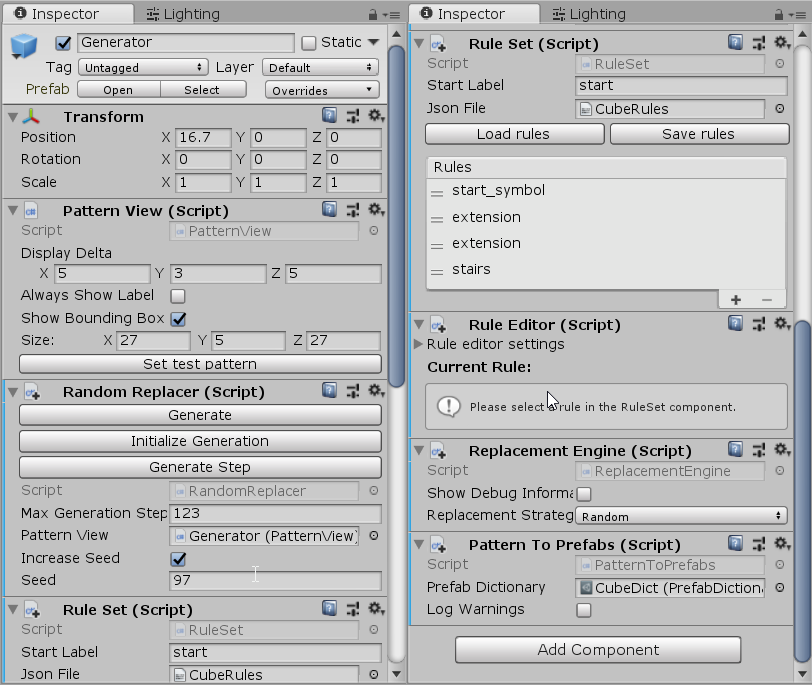 Inspector
Lighting
Generator
Static
Tag
Untagged
Layer
Default
Prefab
Open
Select
Overrides
Transform
Position X 16.7 Y 0 Z 0
Rotation X 0 Y 0 Z 0
Scale X 1 Y 1 Z 1
Pattern View (Script)
Script PatternView
Display Delta
X 5 Y 3 Z 5
Always Show Label
Show Bounding Box
Size: X 27 Y 5 Z 27
Set test pattern
Random Replacer (Script)
Generate
Initialize Generation
Generate Step
Script RandomReplacer
Max Generation Step 123
Pattern View Generator (PatternView)
Increase Seed
Seed 97
Rule Set (Script)
Script RuleSet
Start Label start
Json File CubeRules
Inspector
Lighting
Rule Set (Script)
Script RuleSet
Start Label start
Json File CubeRules
Load rules
Save rules
Rules
start_symbol
extension
extension
stairs
Rule Editor (Script)
Rule editor settings
Current Rule:
Please select a rule in the RuleSet component.
Replacement Engine (Script)
Script ReplacementEngine
Show Debug Informa
Replacement Strateg Random
Pattern To Prefabs (Script)
Script PatternToPrefabs
Prefab Dictionary CubeDict (PrefabDiction
Log Warnings
Add Component